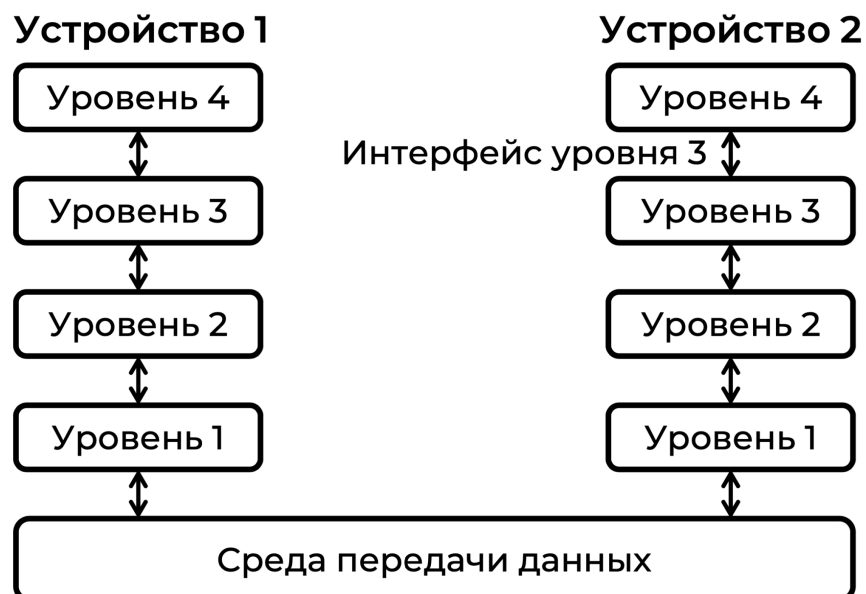 Устройство 1
Устройство 2
Уровень 4
Уровень 4
Интерфейс уровня 3
Уровень 3
Уровень 3
Уровень 2
Уровень 2
Уровень 1
Уровень 1
Среда передачи данных